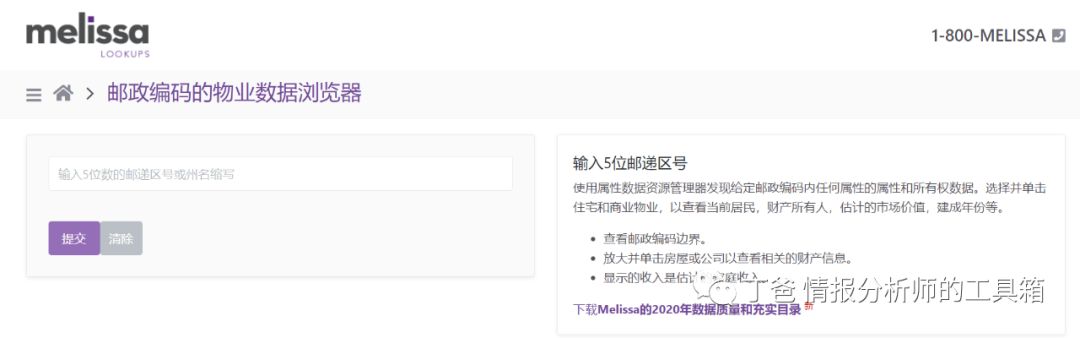 melissa
LOOKUPS
1-800-MELISSA
邮政编码的物业数据浏览器
输入5位数的邮递区号或州名缩写
提交 清除
输入5位邮递区号
使用属性数据资源管理器发现给定邮政编码内任何属性的属性和所有权数据。选择并单击
住宅和商业物业，以查看当前居民，财产所有人，估计的市场价值，建成年份等。
查看邮政编码边界。
放大并单击房屋或公司以查看相关的财产信息。
显示的收入是估计 庭收入
丁爸 情报分析师的工具箱
下载Melissa的2020年数据质量和充实目录 新